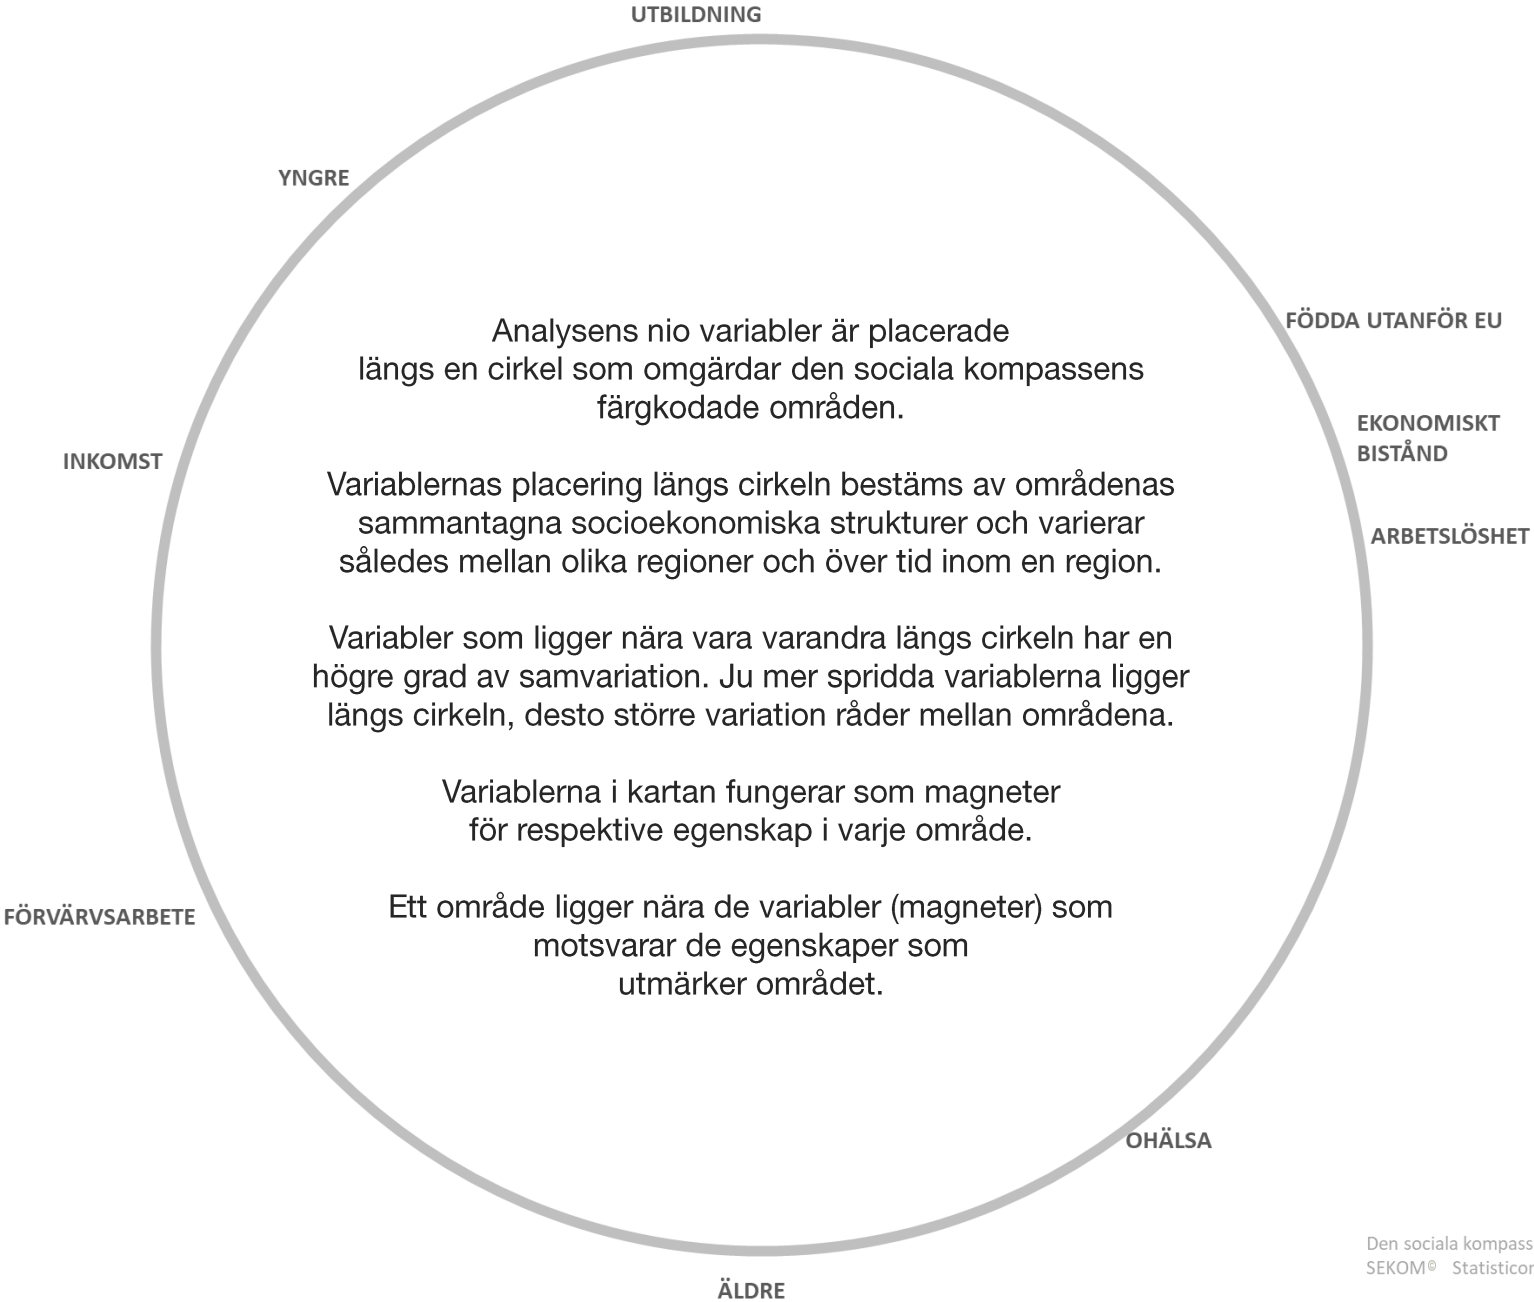 UTBILDNING
YNGRE
FÖDDA UTANFÖR EU
Analysens nio variabler är placerade
längs en cirkel som omgärdar den sociala kompassens
färgkodade områden.
EKONOMISKT
BISTÅND
INKOMST
Variablernas placering längs cirkeln bestäms av områdenas
sammantagna socioekonomiska strukturer och varierar
således mellan olika regioner och över tid inom en region.
ARBETSLÖSHET
Variabler som ligger nära vara varandra längs cirkeln har en
högre grad av samvariation. Ju mer spridda variablerna ligger
längs cirkeln, desto större variation råder mellan områdena.
Variablerna i kartan fungerar som magneter
för respektive egenskap i varje område.
Ett område ligger nära de variabler (magneter) som
motsvarar de egenskaper som
utmärker området.
FÖRVÄRVSARBETE
OHÄLSA
ÄLDRE
Den sociala kompass
SEKOM© Statisticor